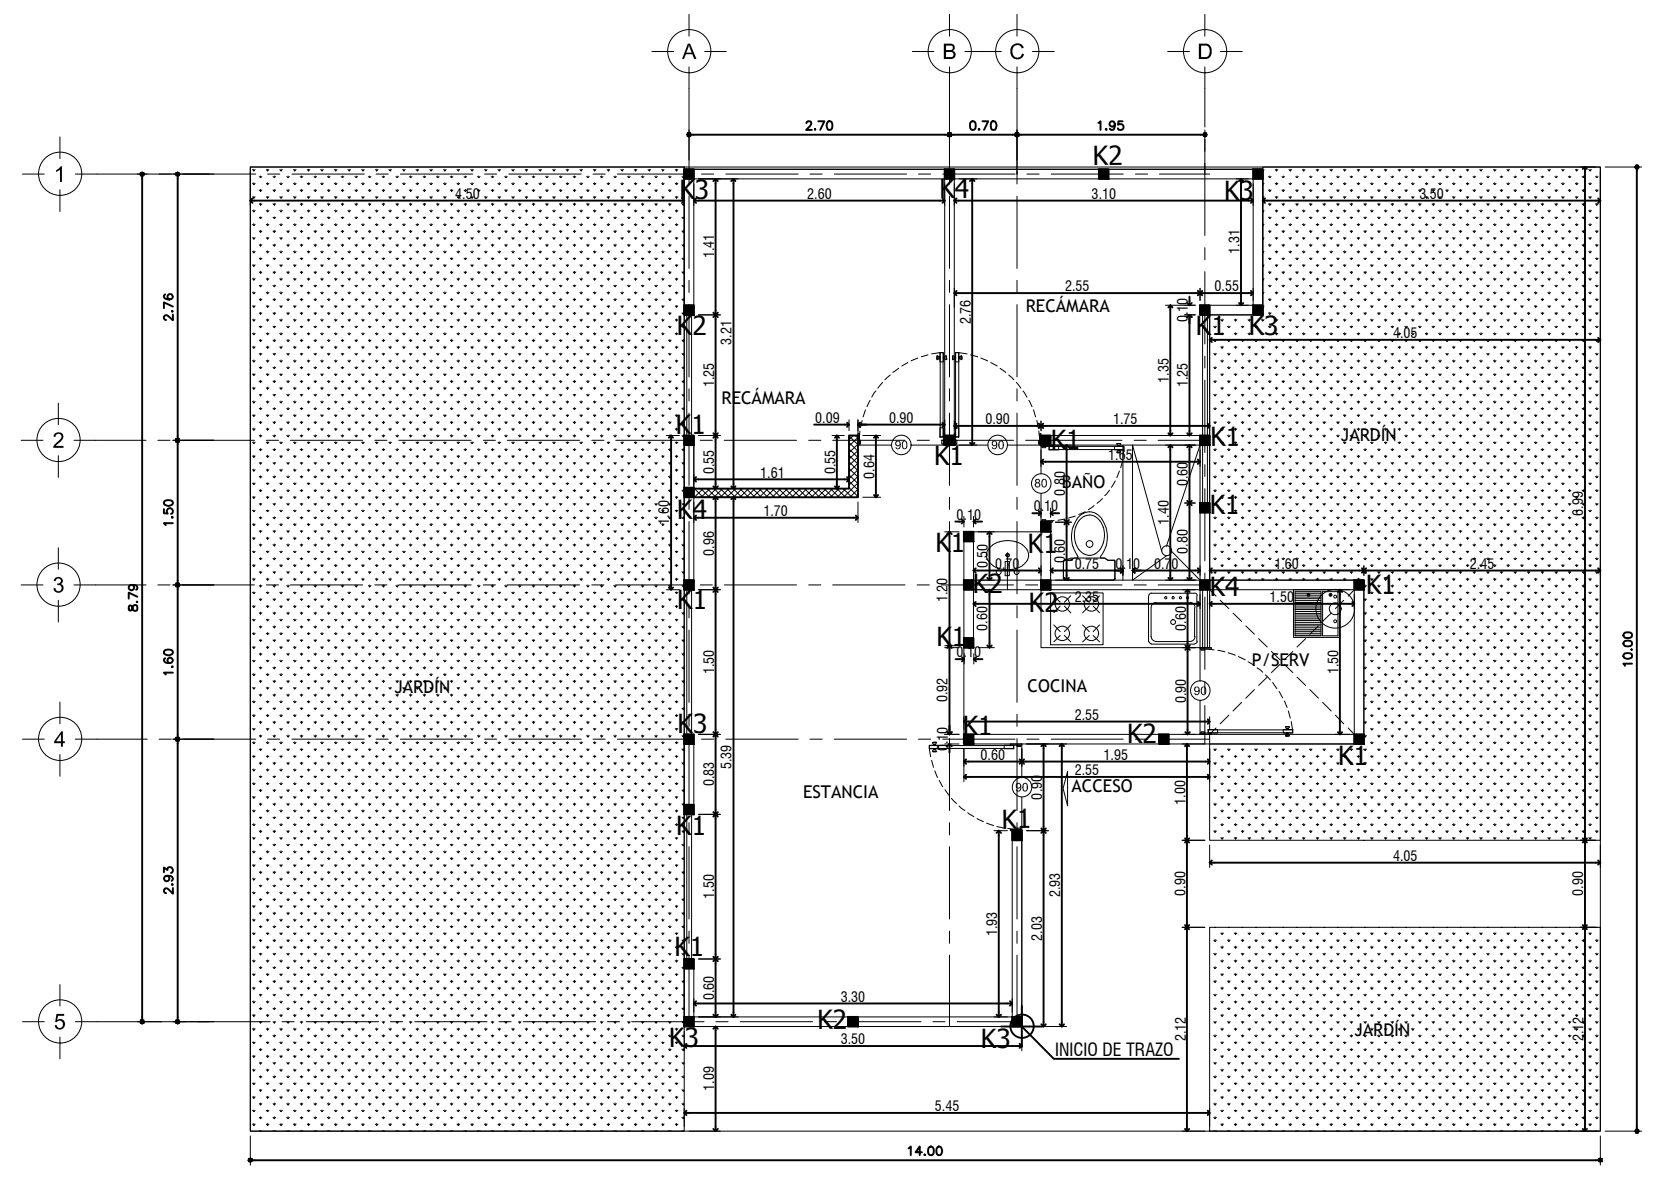 A
B
C
D
2.70
0.70
1.95
K2
1
K3
K4
K3
4.50
2.60
3.10
3.50
1.41
1.31
2.76
2.55
0.55
2.76
RECÁMARA
0.10
K2
K1
K3
3.21
4.05
1.25
1.35
1.25
RECÁMARA
0.09
0.90
0.90
1.75
K1
2
90
90
K1
K1
JARDÍN
K1
1.65
0.55
0.55
0.64
1.61
0.80
0.60
80
BAÑO
K4
K1
6.99
1.50
1.60
1.70
0.10
0.10
1.40
0.96
K1
K1
0.50
0.60
0.80
0.70
0.75
0.10
0.70
1.60
2.45
3
K2
K4
K1
8.79
K1
1.20
K2
2.35
1.50
0.60
0.60
K1
0.10
10.00
1.60
1.50
P/SERV
1.50
JARDÍN
COCINA
0.92
0.90
90
2.55
K3
K1
K2
4
0.10
K1
0.60
1.95
5.39
0.83
2.55
ESTANCIA
90
0.90
ACCESO
1.00
K1
K1
4.05
2.93
1.50
2.93
0.90
0.90
1.93
2.03
K1
0.60
3.30
5
K2
K3
3.50
K3
2.12
JARDÍN
2.12
INICIO DE TRAZO
1.09
5.45
14.00